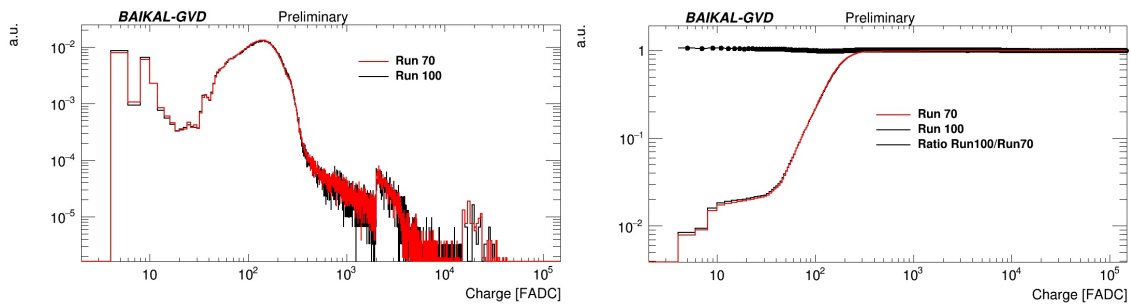 BAIKAL-GVD Preliminary
a.u.
10⁻²
10⁻³
10⁻⁴
10⁻⁵
Run 70
Run 100
10 10² 10³ 10⁴ 10⁵
Charge [FADC]
BAIKAL-GVD Preliminary
a.u.
1
10⁻¹
10⁻²
Run 70
Run 100
Ratio Run100/Run70
10 10² 10³ 10⁴ 10⁵
Charge [FADC]